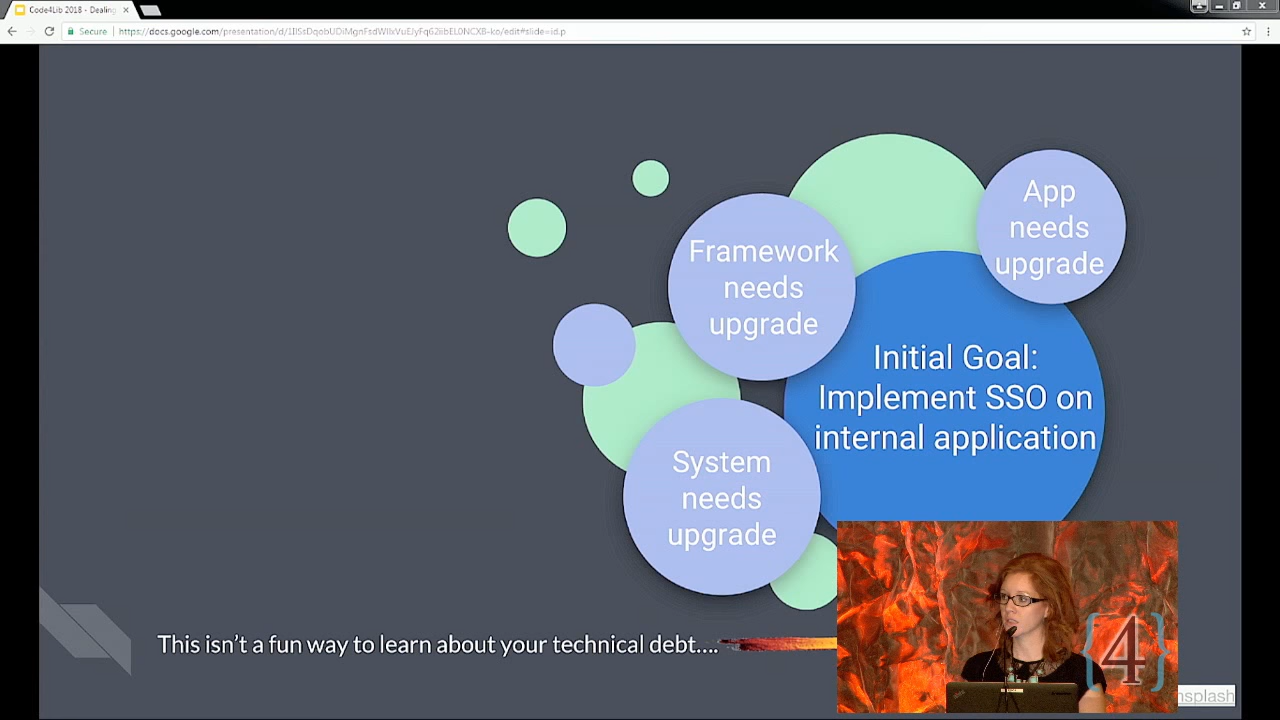 Code4Lib 2018 - Dealing
Secure
App
needs
upgrade
Framework
needs
upgrade
Initial Goal:
Implement SSO on
internal application
System
needs
upgrade
This isn't a fun way to learn about your technical debt....
{4}
nsplash